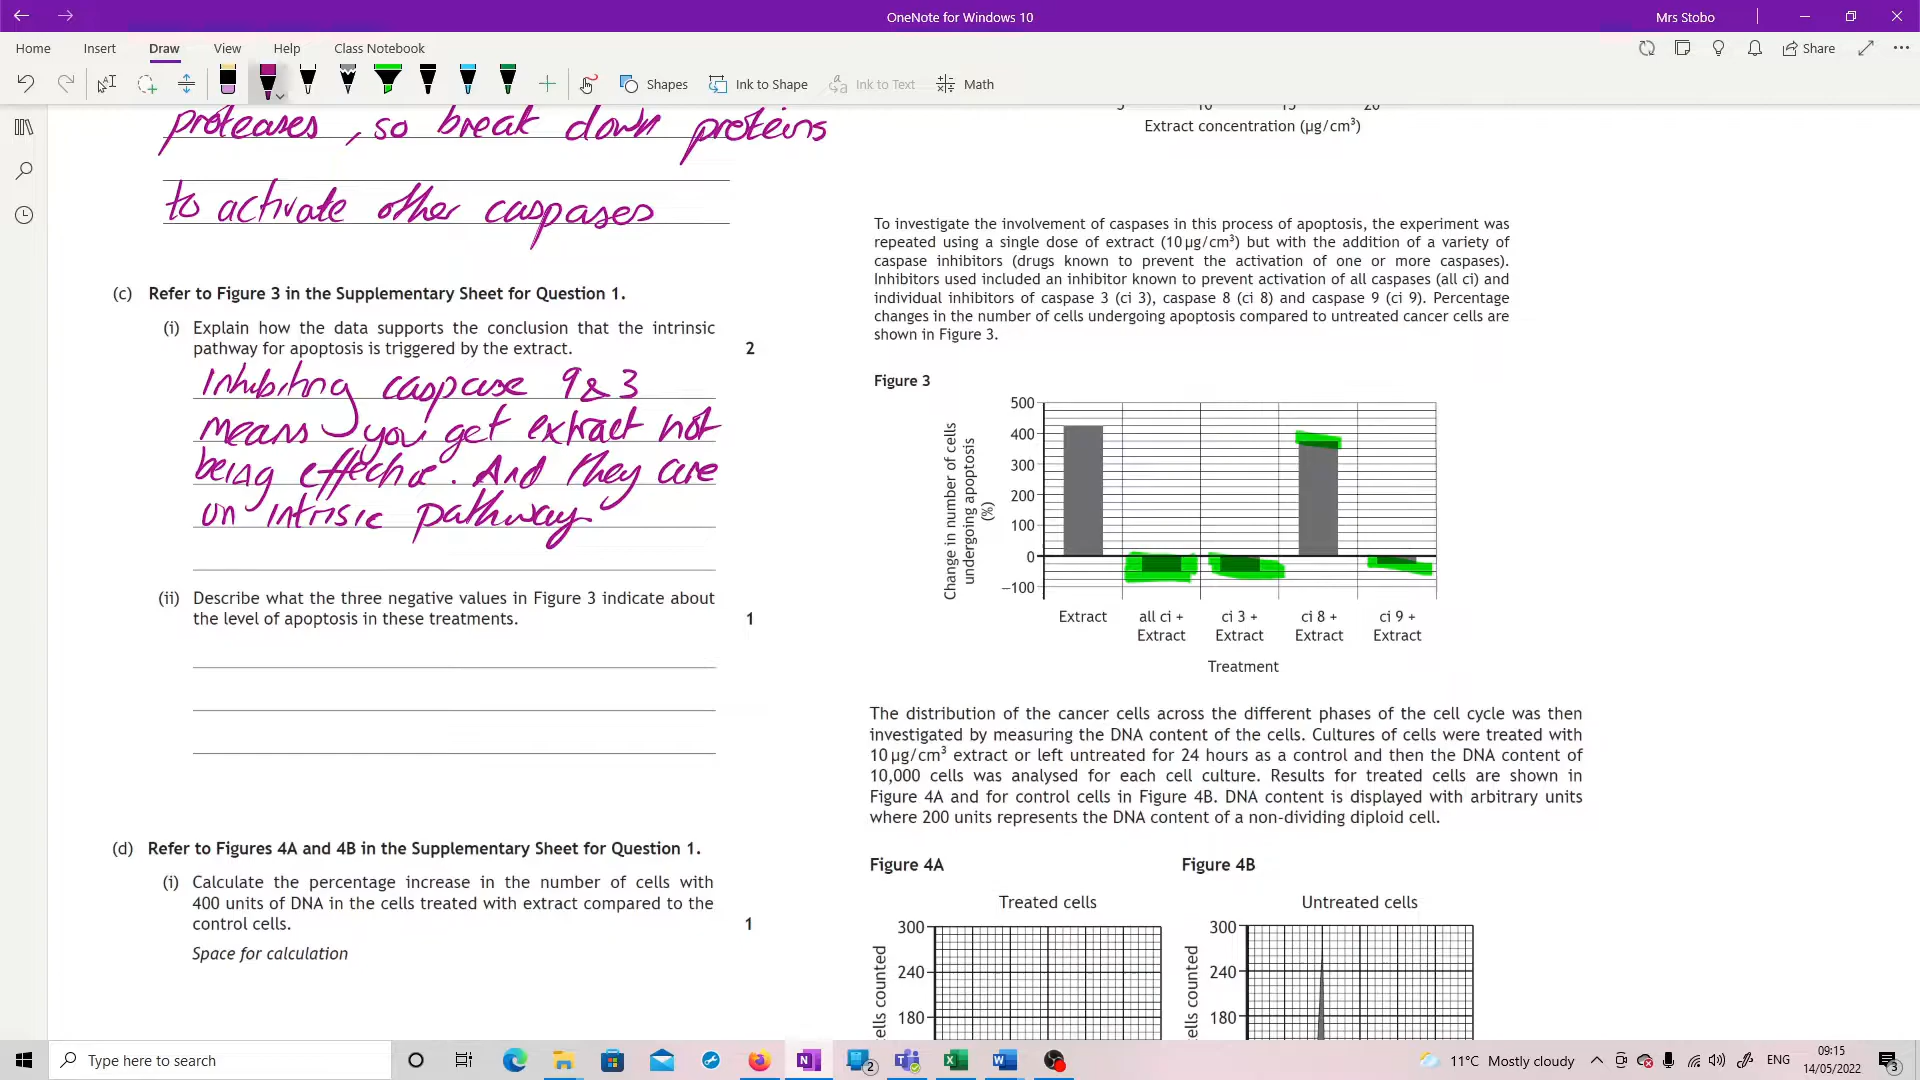 OneNote for Windows 10
Mrs Stobo
Home Insert Draw View Help Class Notebook
Share
Shapes Ink to Shape Ink to Text Math
proteases, so break down proteins
to activate other caspases
(c) Refer to Figure 3 in the Supplementary Sheet for Question 1.
(i) Explain how the data supports the conclusion that the intrinsic
pathway for apoptosis is triggered by the extract. 2
Inhibiting caspase 9 & 3
means you get extract not
being effective. And they are
on intrisic pathway
(ii) Describe what the three negative values in Figure 3 indicate about
the level of apoptosis in these treatments. 1
(d) Refer to Figures 4A and 4B in the Supplementary Sheet for Question 1.
(i) Calculate the percentage increase in the number of cells with
400 units of DNA in the cells treated with extract compared to the
control cells. 1
Space for calculation
5 10 15 20
Extract concentration (µg/cm³)
To investigate the involvement of caspases in this process of apoptosis, the experiment was
repeated using a single dose of extract (10 µg/cm³) but with the addition of a variety of
caspase inhibitors (drugs known to prevent the activation of one or more caspases).
Inhibitors used included an inhibitor known to prevent activation of all caspases (all ci) and
individual inhibitors of caspase 3 (ci 3), caspase 8 (ci 8) and caspase 9 (ci 9). Percentage
changes in the number of cells undergoing apoptosis compared to untreated cancer cells are
shown in Figure 3.
Figure 3
Change in number of cells
undergoing apoptosis
(%)
500
400
300
200
100
0
−100
Extract all ci + ci 3 + ci 8 + ci 9 +
Extract Extract Extract Extract
Treatment
The distribution of the cancer cells across the different phases of the cell cycle was then
investigated by measuring the DNA content of the cells. Cultures of cells were treated with
10 µg/cm³ extract or left untreated for 24 hours as a control and then the DNA content of
10,000 cells was analysed for each cell culture. Results for treated cells are shown in
Figure 4A and for control cells in Figure 4B. DNA content is displayed with arbitrary units
where 200 units represents the DNA content of a non-dividing diploid cell.
Figure 4A Figure 4B
Treated cells Untreated cells
300 300
240 240
180 180
ells counted ells counted
Type here to search
2
11°C Mostly cloudy
ENG
09:15
14/05/2022
3